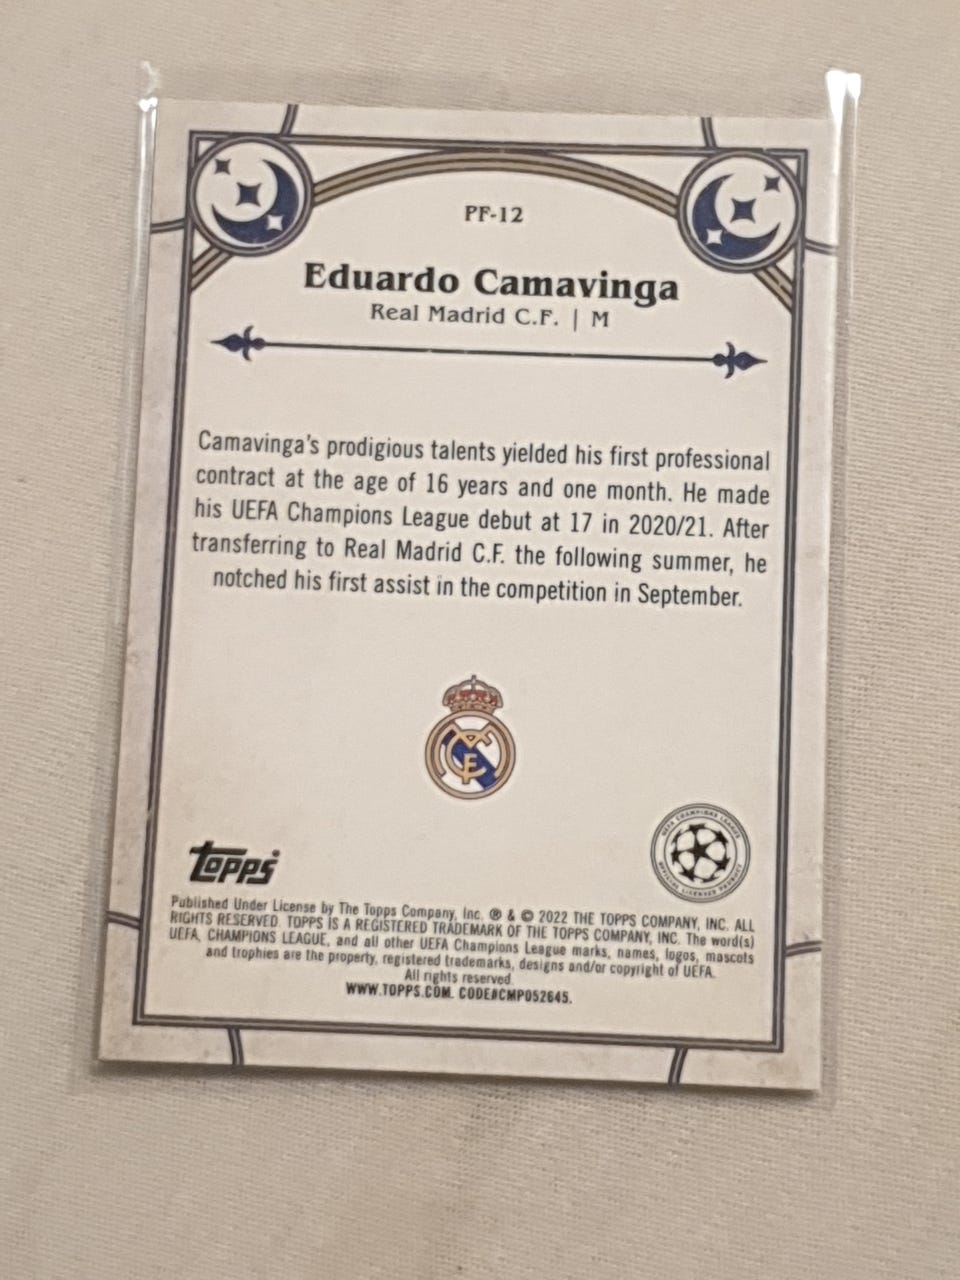 PF-12
Eduardo Camavinga
Real Madrid C.F. | M
Camavinga's prodigious talents yielded his first professional
contract at the age of 16 years and one month. He made
his UEFA Champions League debut at 17 in 2020/21. After
transferring to Real Madrid C.F. the following summer, he
notched his first assist in the competition in September.
UEFA CHAMPIONS LEAGUE
OFFICIAL LICENSED PRODUCT
Topps
Published Under License by The Topps Company, Inc. ® & © 2022 THE TOPPS COMPANY, INC. ALL
RIGHTS RESERVED. TOPPS IS A REGISTERED TRADEMARK OF THE TOPPS COMPANY, INC. The word(s)
UEFA, CHAMPIONS LEAGUE, and all other UEFA Champions League marks, names, logos, mascots
and trophies are the property, registered trademarks, designs and/or copyright of UEFA.
All rights reserved.
WWW.TOPPS.COM. CODE#CMP052645.